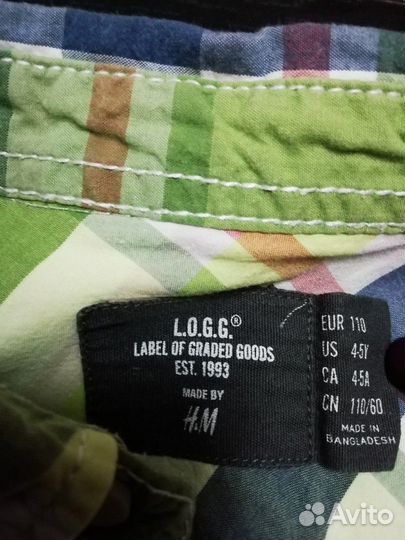 L.O.G.G.®
LABEL OF GRADED GOODS
EST. 1993
MADE BY
H&M
EUR 110
US 4-5Y
CA 4-5A
CN 110/60
MADE IN
BANGLADESH
Avito